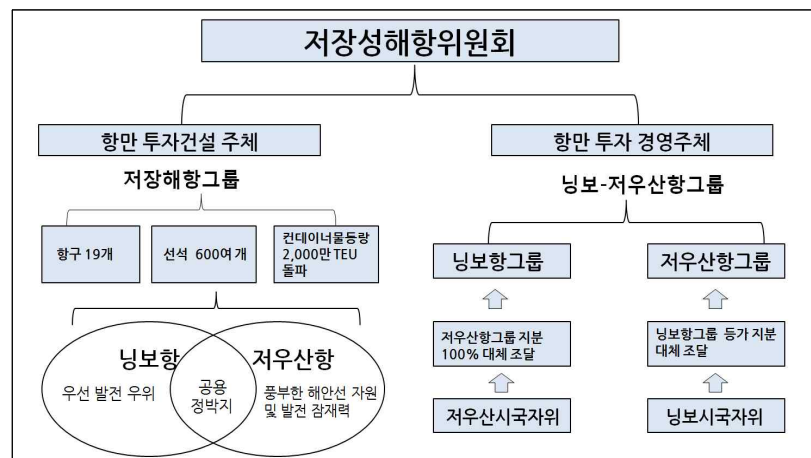 저장성해항위원회
항만 투자건설 주체
항만 투자 경영주체
저장해항그룹
닝보-저우산항그룹
항구 19개
선석 600여 개
컨데이너물동량
2,000만 TEU
돌파
닝보항그룹
저우산항그룹
저우산항그룹 지분
100% 대체 조달
닝보항그룹 등가 지분
대체 조달
저우산시국자위
닝보시국자위
닝보항
저우산항
우선 발전 우위
공용
정박지
풍부한 해안선 자원
및 발전 잠재력